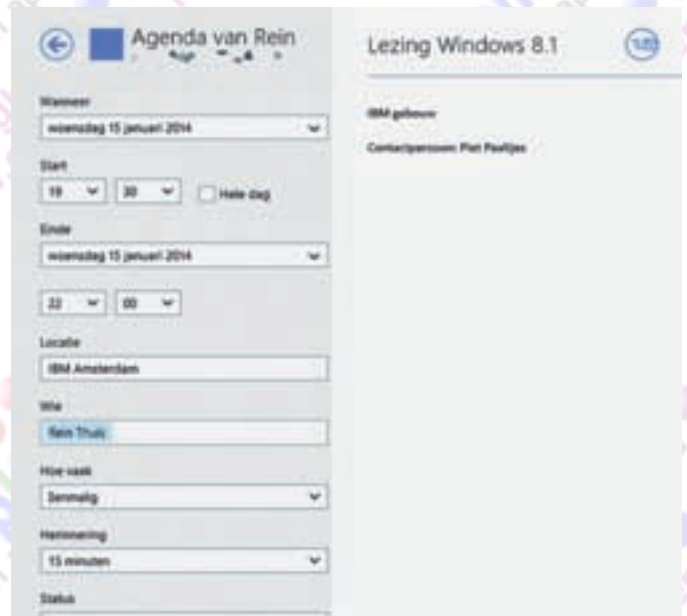 Agenda van Rein
Wanneer
woensdag 15 januari 2014
Start
19 30 Hele dag
Einde
woensdag 15 januari 2014
22 00
Locatie
IBM Amsterdam
Wie
Rein Thuis
Hoe vaak
Eenmalig
Herinnering
15 minuten
Status
Lezing Windows 8.1
IBM gebouw
Contactpersoon: Piet Paaltjes